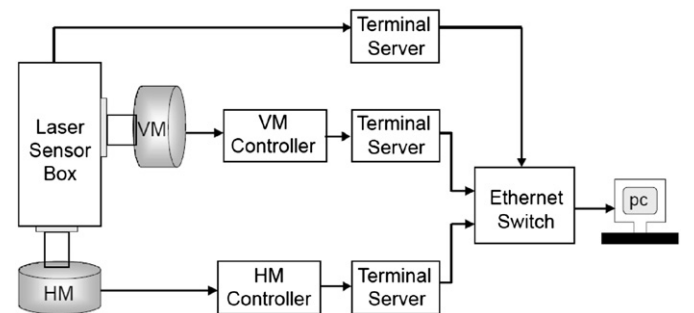 Terminal
Server
Laser
Sensor
Box
VM
VM
Controller
Terminal
Server
Ethernet
Switch
pc
HM
HM
Controller
Terminal
Server